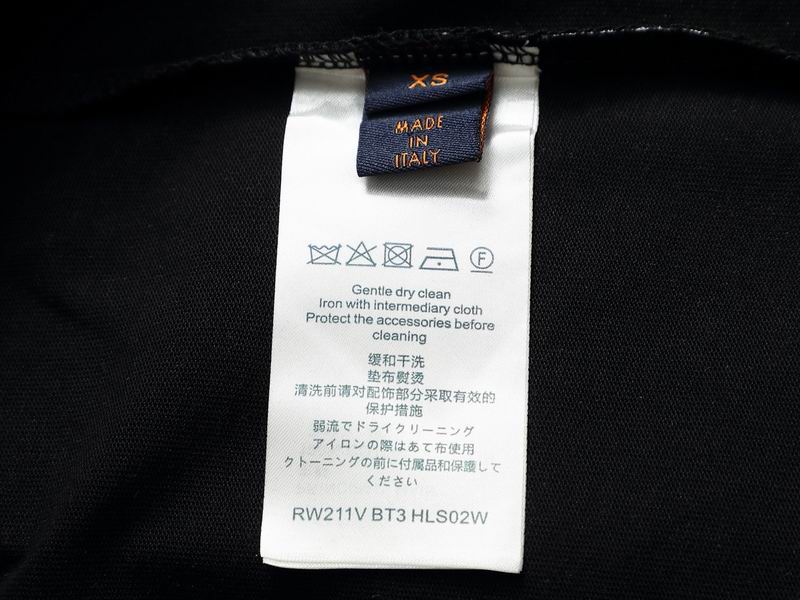 XS
MADE
IN
ITALY
F
Gentle dry clean
Iron with intermediary cloth
Protect the accessories before
cleaning
缓和干洗
垫布熨烫
清洗前请对配饰部分采取有效的
保护措施
弱流でドライクリーニング
アイロンの際はあて布使用
クトーニングの前に付属品和保護して
ください
RW211V BT3 HLS02W